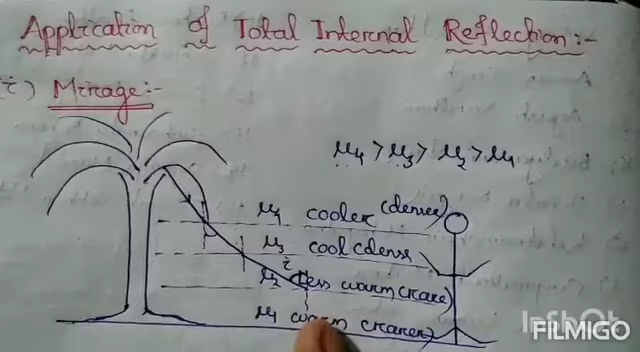 Application of Total Internal Reflection:-
i) Mirage:-
μ4 > μ3 > μ2 > μ1
μ4 cooler (denser)
μ3 cool (dense
i
μ2 Less warm (rare)
μ1 warm (rarer)
InShOt
FILMIGO